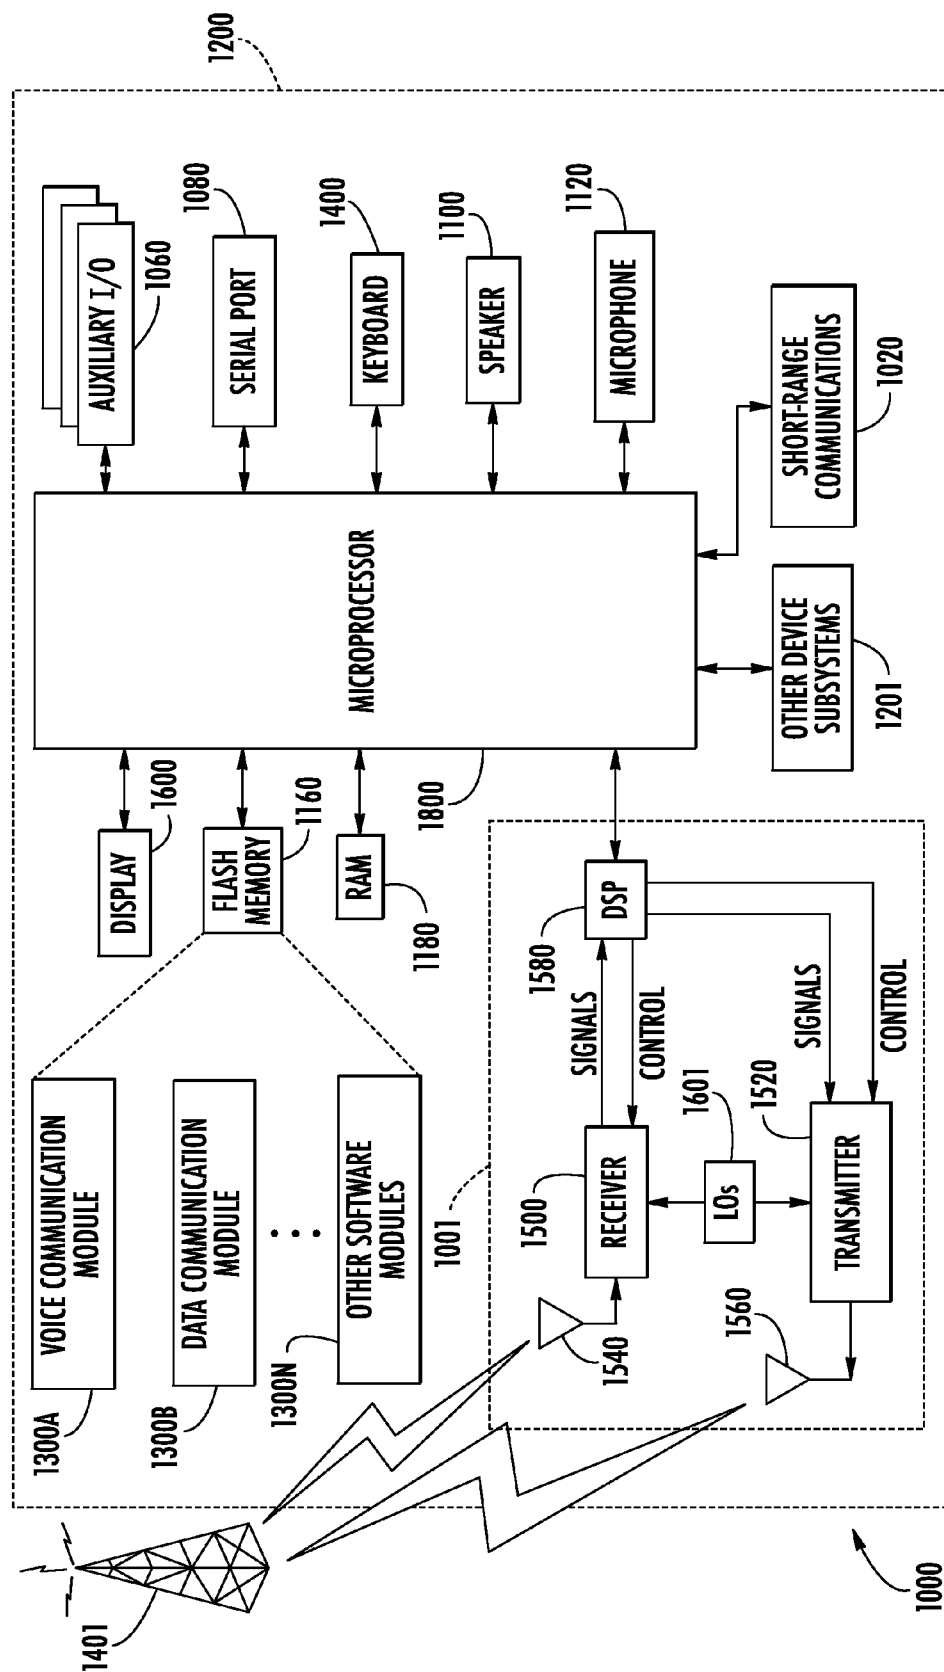 1200
AUXILIARY I/O
1060
SERIAL PORT
1080
KEYBOARD
1400
SPEAKER
1100
MICROPHONE
1120
SHORT-RANGE
COMMUNICATIONS
1020
OTHER DEVICE
SUBSYSTEMS
1201
MICROPROCESSOR
1800
DISPLAY
1600
FLASH
MEMORY
1160
RAM
1180
VOICE COMMUNICATION
MODULE
1300A
DATA COMMUNICATION
MODULE
1300B
OTHER SOFTWARE
MODULES
1300N
1001
DSP
1580
SIGNALS
CONTROL
SIGNALS
CONTROL
RECEIVER
1500
LOs
1601
TRANSMITTER
1520
1540
1560
1401
1000